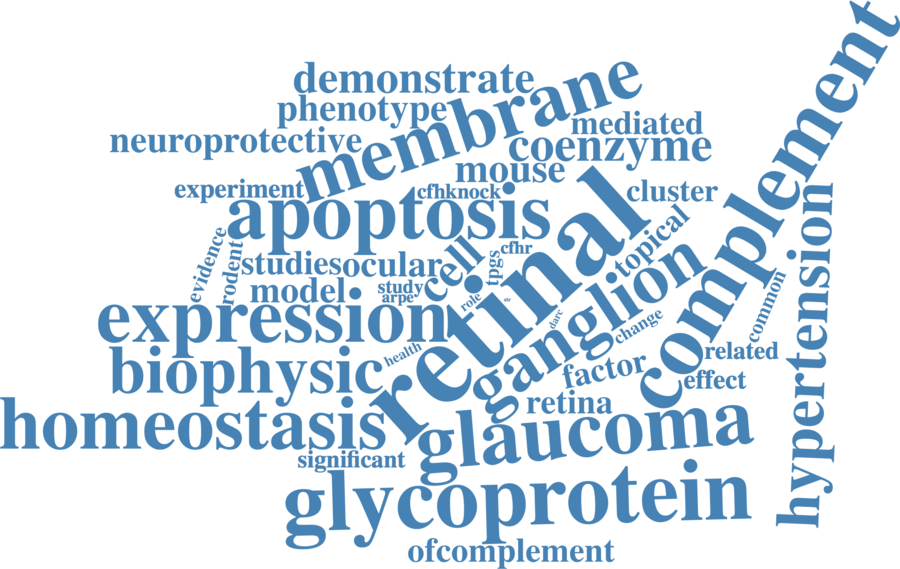 complement
demonstrate
phenotype
membrane
mediated
neuroprotective
coenzyme
mouse
experiment
cfhknock
cluster
apoptosis
retinal
hypertension
evidence
rodent
studies
ocular
cell
tpgs
cfhr
topical
ganglion
model
study
arpe
role
expression
darc
change
common
health
biophysic
factor
related
effect
retina
homeostasis
glaucoma
significant
glycoprotein
ofcomplement